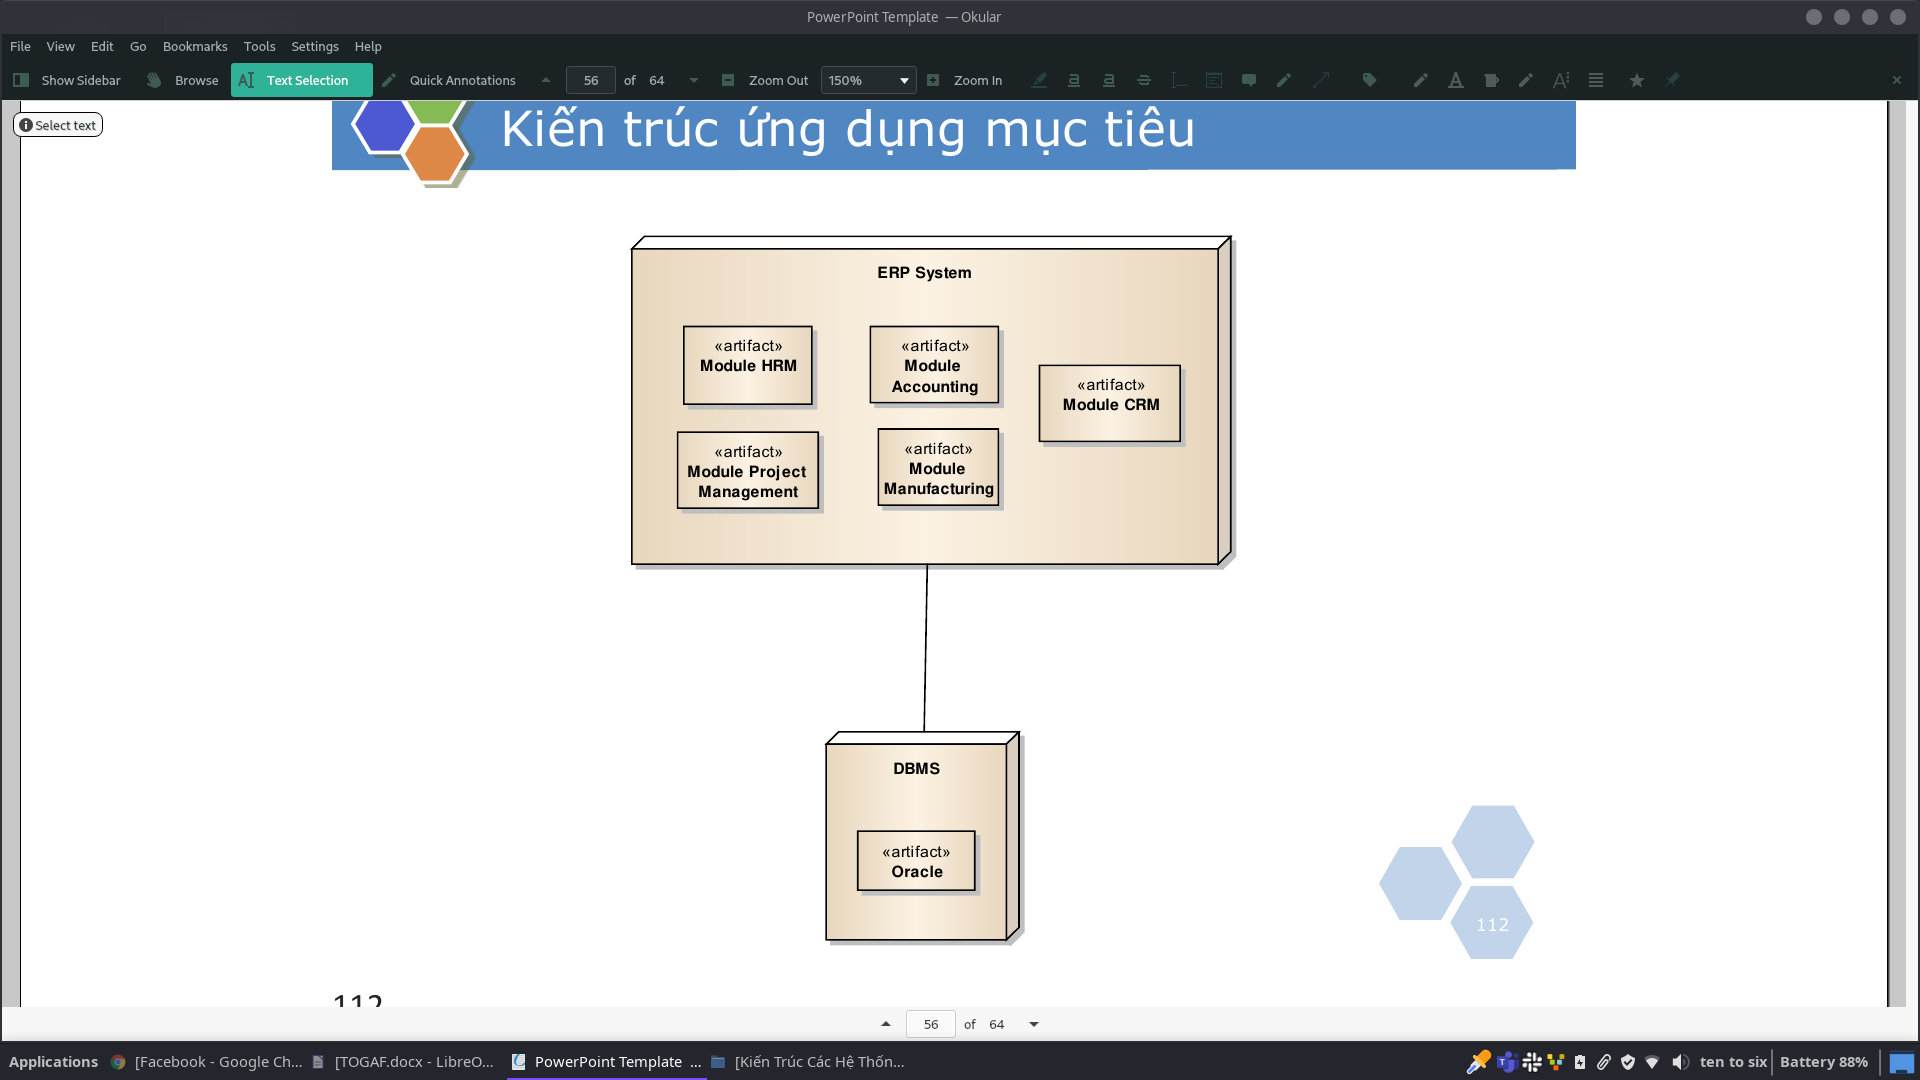 PowerPoint Template — Okular
File View Edit Go Bookmarks Tools Settings Help
Show Sidebar Browse Text Selection Quick Annotations 56 of 64 Zoom Out 150% Zoom In
Select text
Kiến trúc ứng dụng mục tiêu
ERP System
«artifact»
Module HRM
«artifact»
Module
Accounting
«artifact»
Module CRM
«artifact»
Module Project
Management
«artifact»
Module
Manufacturing
DBMS
«artifact»
Oracle
112
112
56 of 64
Applications [Facebook - Google Ch... [TOGAF.docx - LibreO... PowerPoint Template ... [Kiến Trúc Các Hệ Thốn... ten to six Battery 88%